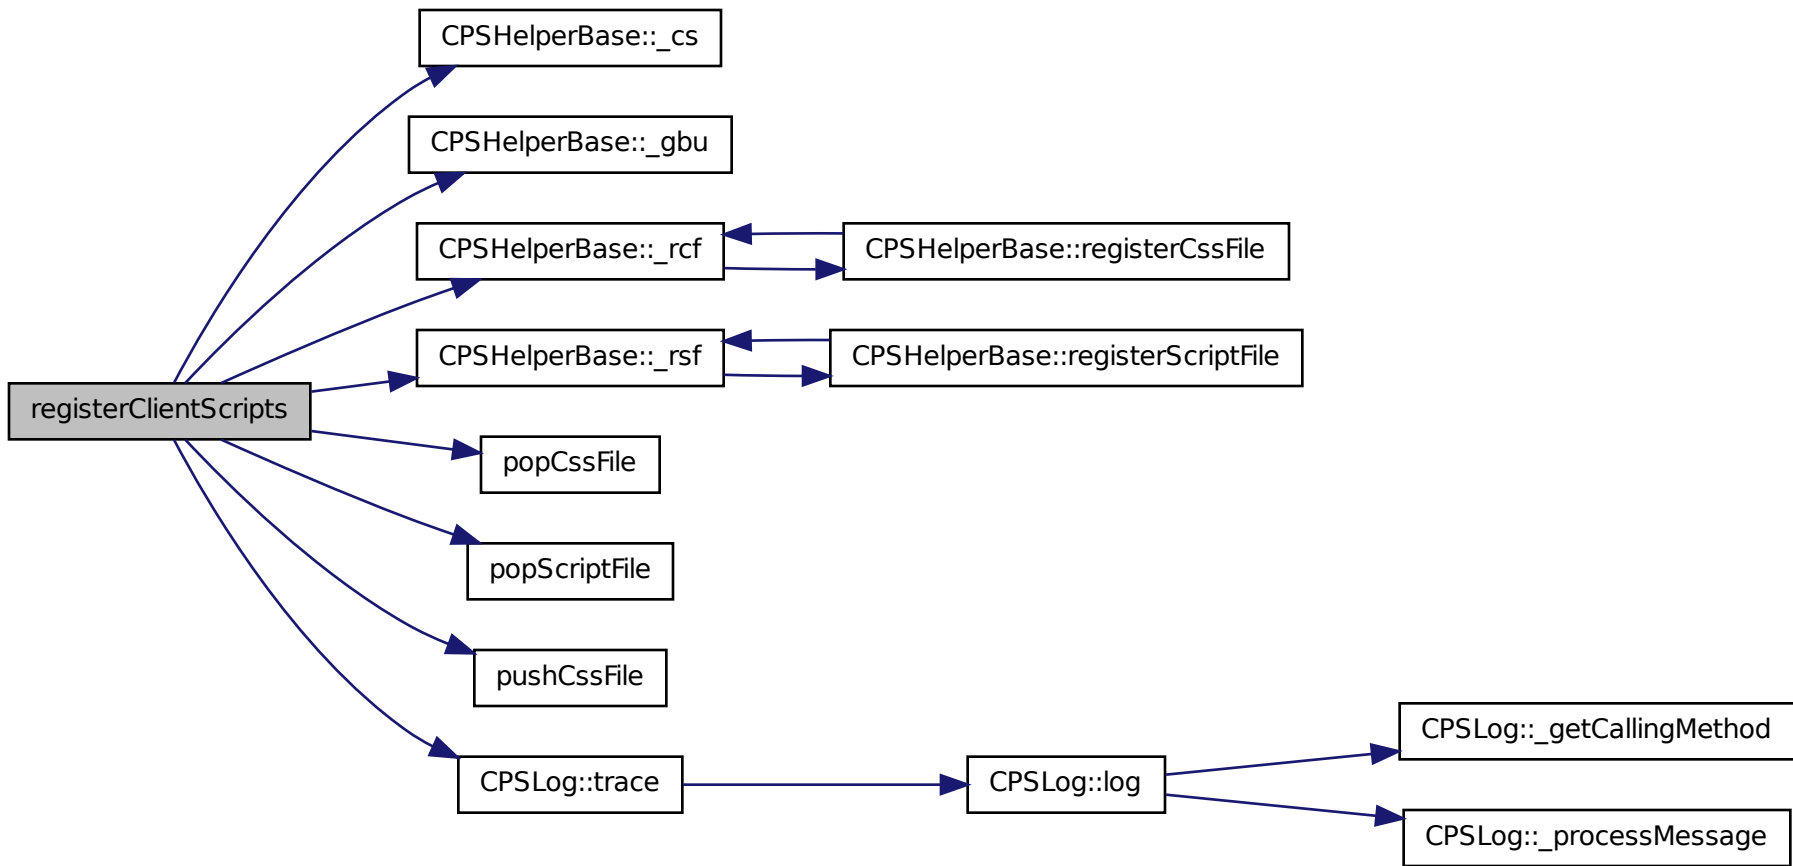 CPSHelperBase::_cs
CPSHelperBase::_gbu
CPSHelperBase::_rcf
CPSHelperBase::registerCssFile
CPSHelperBase::_rsf
CPSHelperBase::registerScriptFile
registerClientScripts
popCssFile
popScriptFile
pushCssFile
CPSLog::_getCallingMethod
CPSLog::trace
CPSLog::log
CPSLog::_processMessage